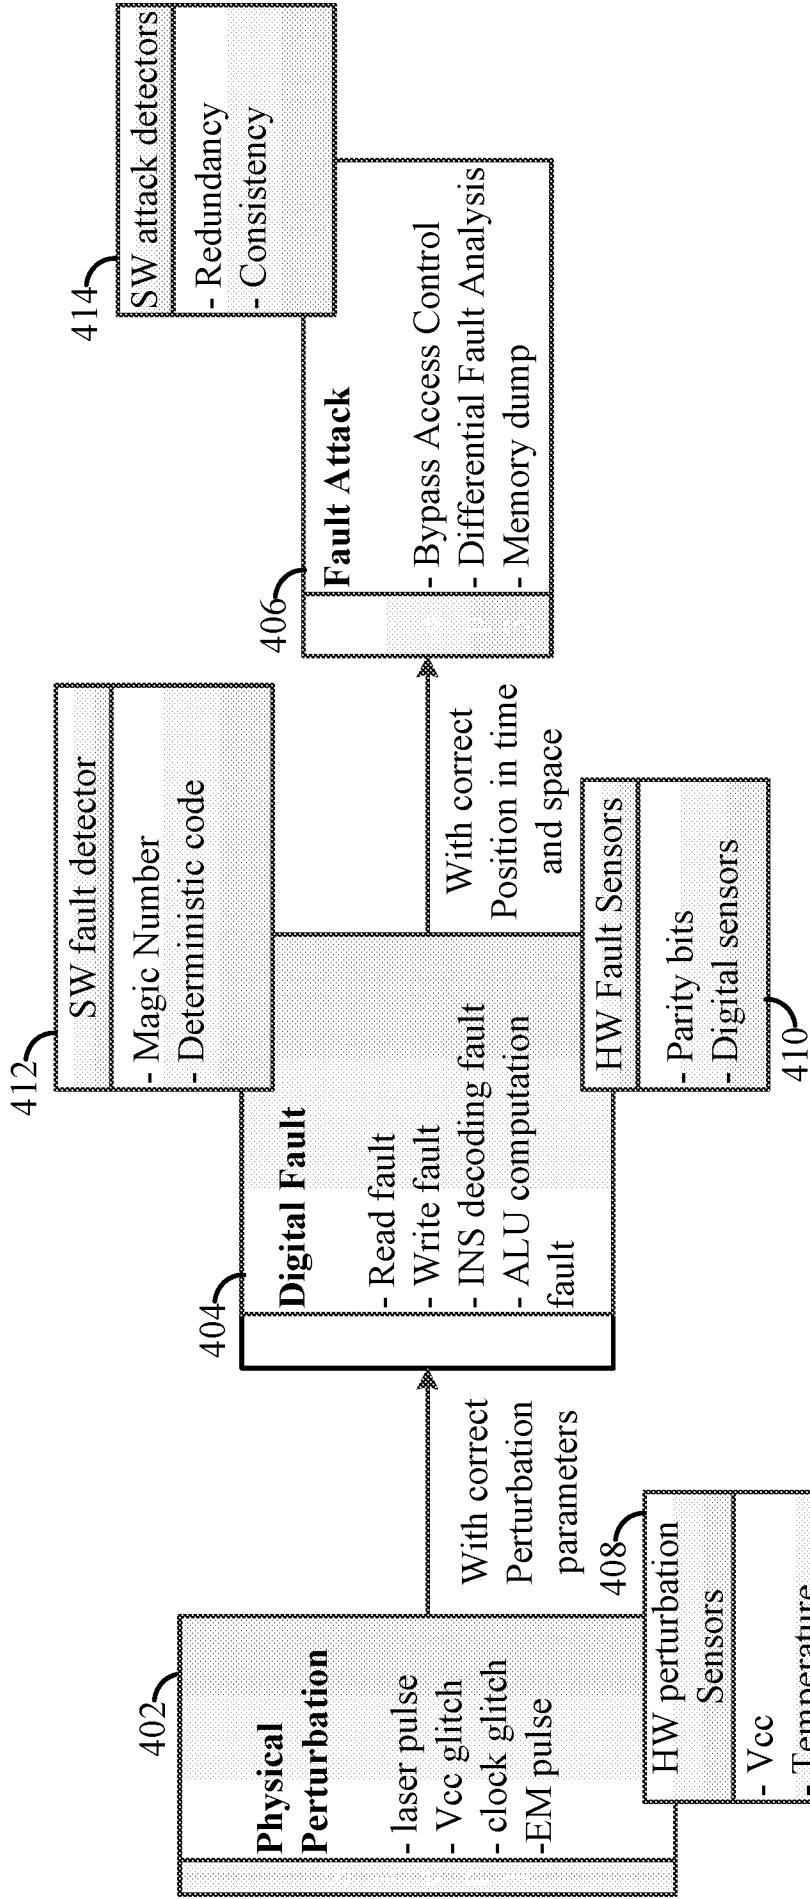 402
Physical
Perturbation
- laser pulse
- Vcc glitch
- clock glitch
-EM pulse
408
HW perturbation
Sensors
- Vcc
- Temperature
With correct
Perturbation
parameters
404
Digital Fault
- Read fault
- Write fault
- INS decoding fault
- ALU computation
fault
412
SW fault detector
- Magic Number
- Deterministic code
HW Fault Sensors
- Parity bits
- Digital sensors
410
With correct
Position in time
and space
406
Fault Attack
- Bypass Access Control
- Differential Fault Analysis
- Memory dump
414
SW attack detectors
- Redundancy
- Consistency